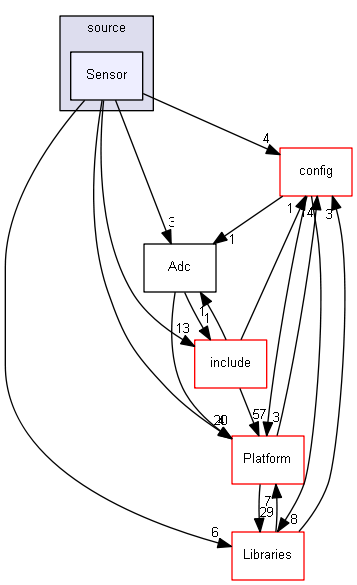 source
Sensor
4
config
1
14
3
3
1
Adc
1
1
13
include
57
3
20
Platform
7
29
8
6
Libraries